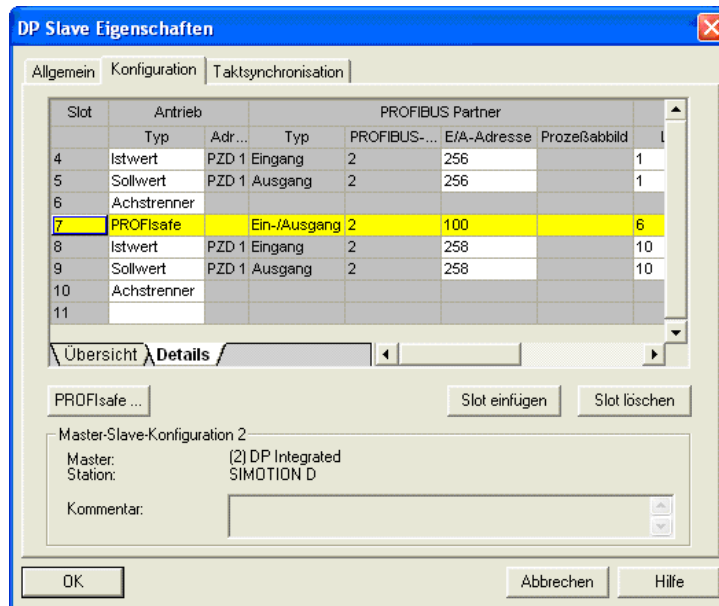 DP Slave Eigenschaften
Allgemein Konfiguration Taktsynchronisation
Slot Antrieb PROFIBUS Partner
Typ Adr... Typ PROFIBUS-... E/A-Adresse Prozeßabbild L
4 Istwert PZD 1 Eingang 2 256 1
5 Sollwert PZD 1 Ausgang 2 256 1
6 Achstrenner
7 PROFIsafe Ein-/Ausgang 2 100 6
8 Istwert PZD 1 Eingang 2 258 10
9 Sollwert PZD 1 Ausgang 2 258 10
10 Achstrenner
11
Übersicht Details
PROFIsafe ... Slot einfügen Slot löschen
Master-Slave-Konfiguration 2
Master: (2) DP Integrated
Station: SIMOTION D
Kommentar:
OK Abbrechen Hilfe